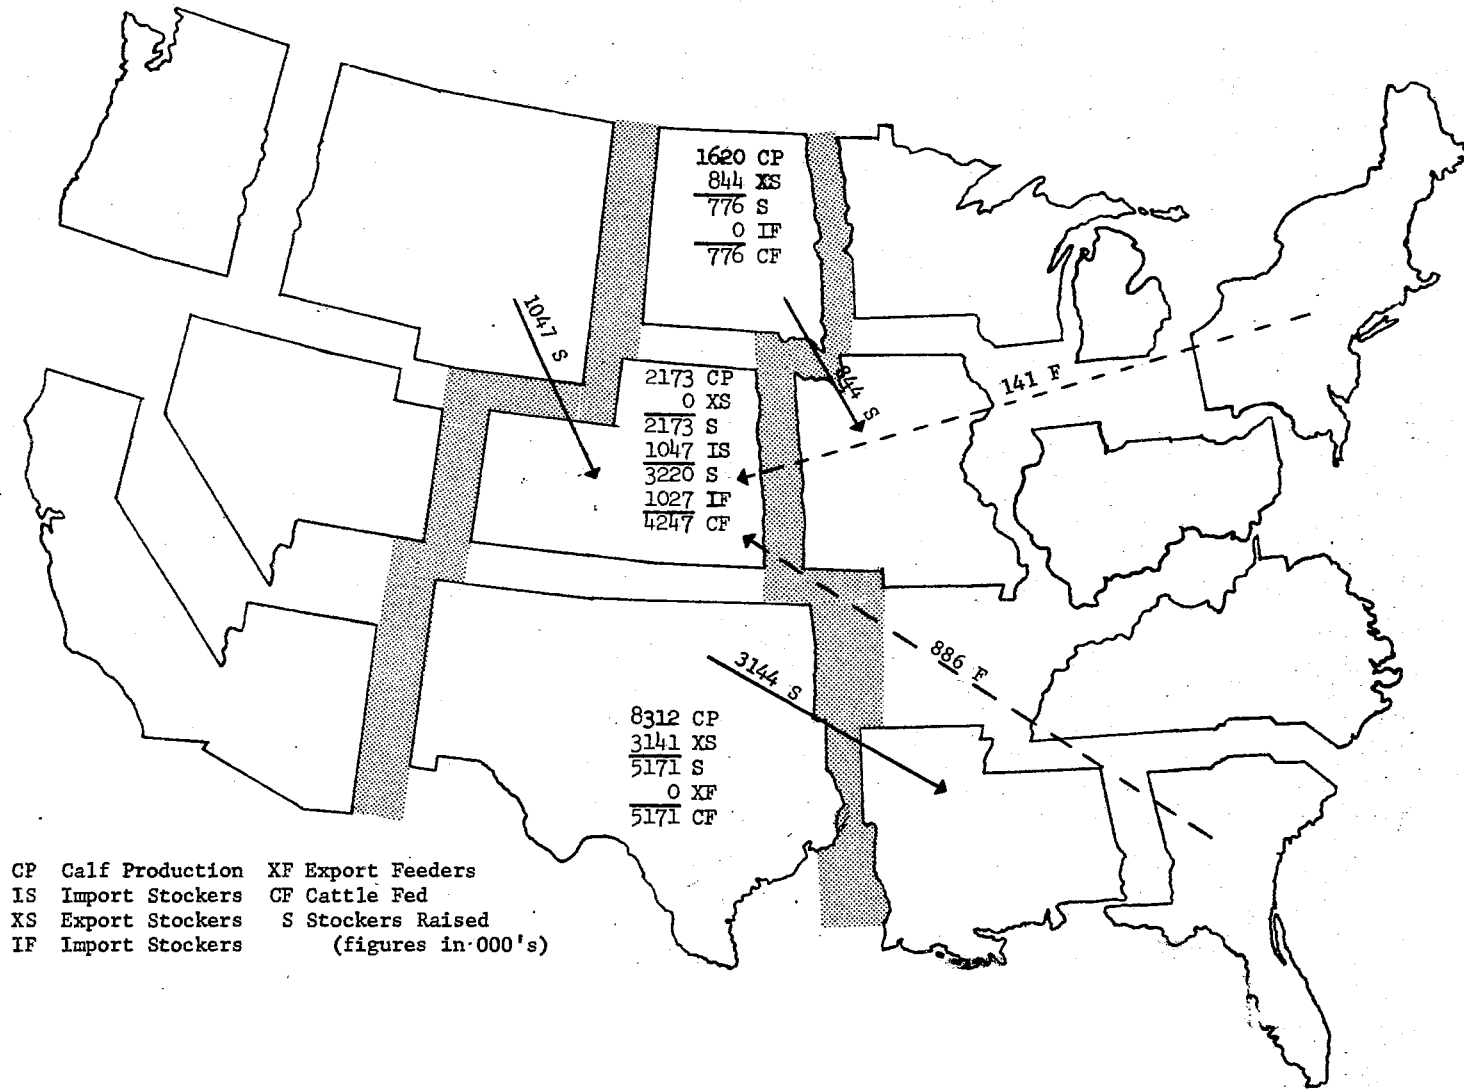 1620 CP
844 XS
776 S
0 IF
776 CF
1047 S
844 S
141 F
2173 CP
0 XS
2173 S
1047 IS
3220 S
1027 IF
4247 CF
886 F
3144 S
8312 CP
3141 XS
5171 S
0 XF
5171 CF
CP Calf Production XF Export Feeders
IS Import Stockers CF Cattle Fed
XS Export Stockers S Stockers Raised
IF Import Stockers (figures in 000's)